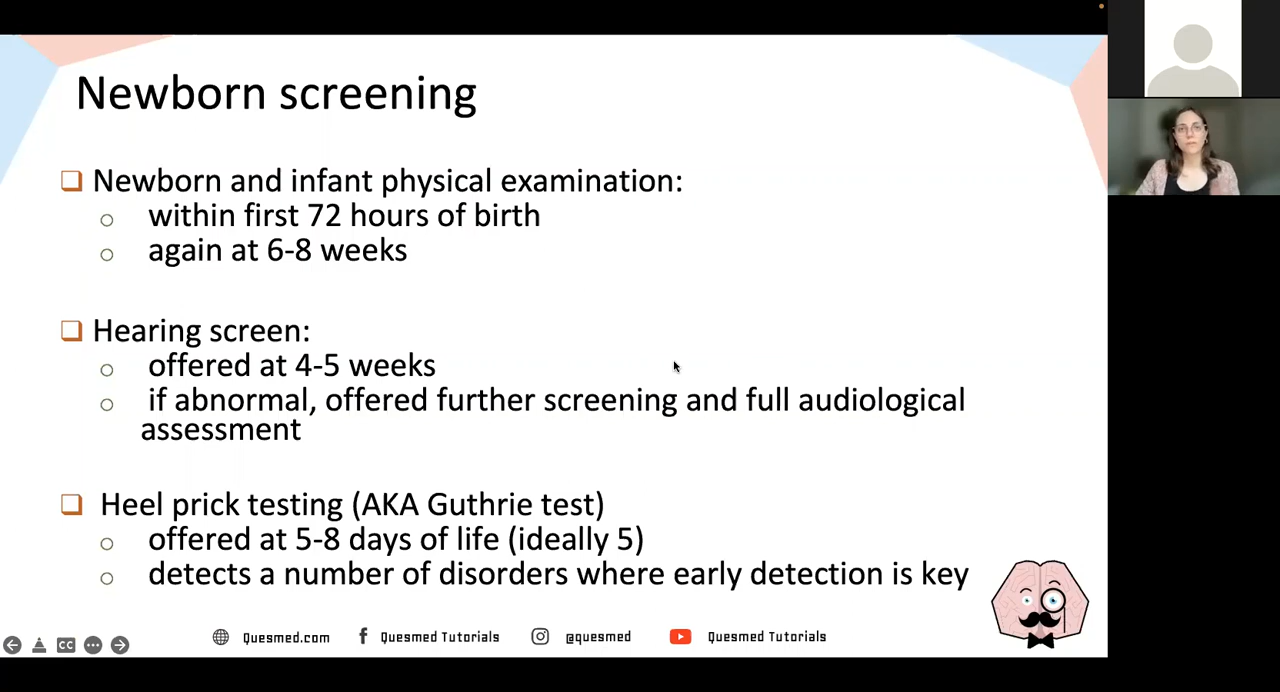 Newborn screening
Newborn and infant physical examination:
within first 72 hours of birth
again at 6-8 weeks
Hearing screen:
offered at 4-5 weeks
if abnormal, offered further screening and full audiological
assessment
Heel prick testing (AKA Guthrie test)
offered at 5-8 days of life (ideally 5)
detects a number of disorders where early detection is key
CC
Quesmed.com Quesmed Tutorials @quesmed Quesmed Tutorials